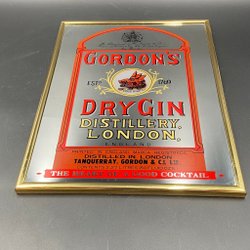 GORDON'S
ESTD 1769
DRY GIN
DISTILLERY,
LONDON,
ENGLAND
DISTILLED IN LONDON
TANQUERAY, GORDON & CO. LTD.
THE HEART OF A GOOD COCKTAIL